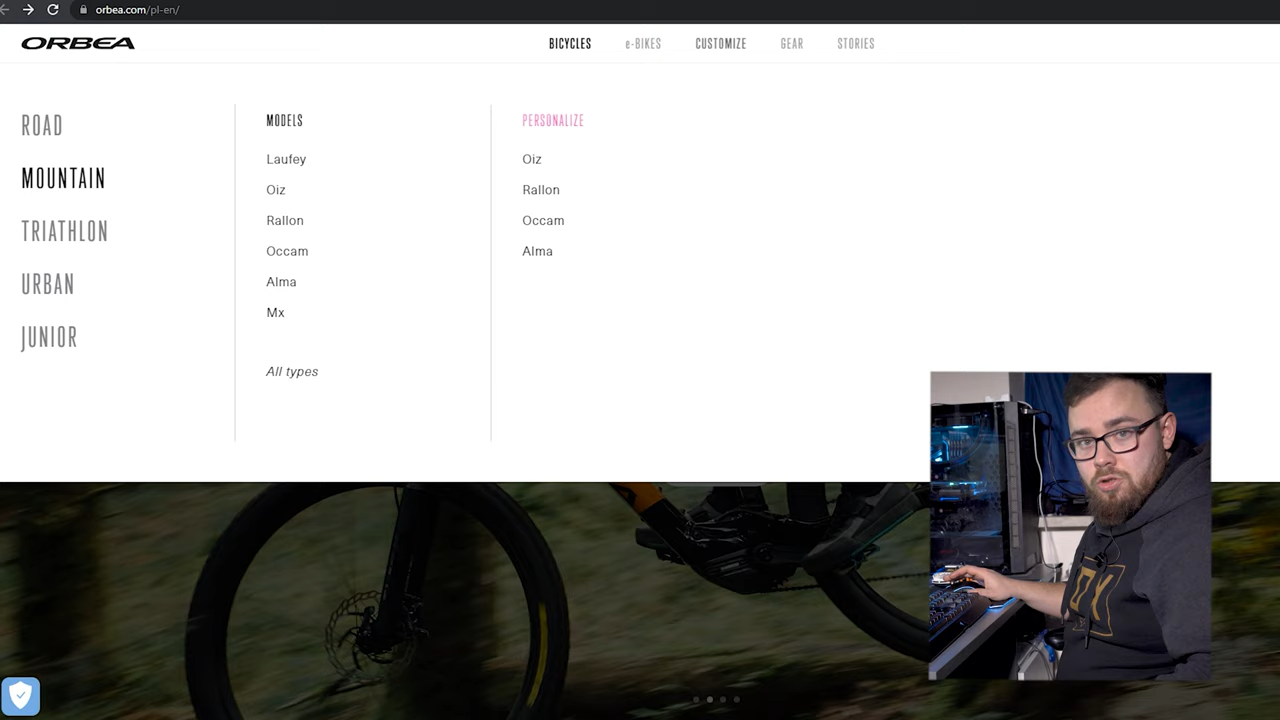 orbea.com/pl-en/
ORBEA
BICYCLES
e-BIKES
CUSTOMIZE
GEAR
STORIES
ROAD
MOUNTAIN
TRIATHLON
URBAN
JUNIOR
MODELS
Laufey
Oiz
Rallon
Occam
Alma
Mx
All types
PERSONALIZE
Oiz
Rallon
Occam
Alma